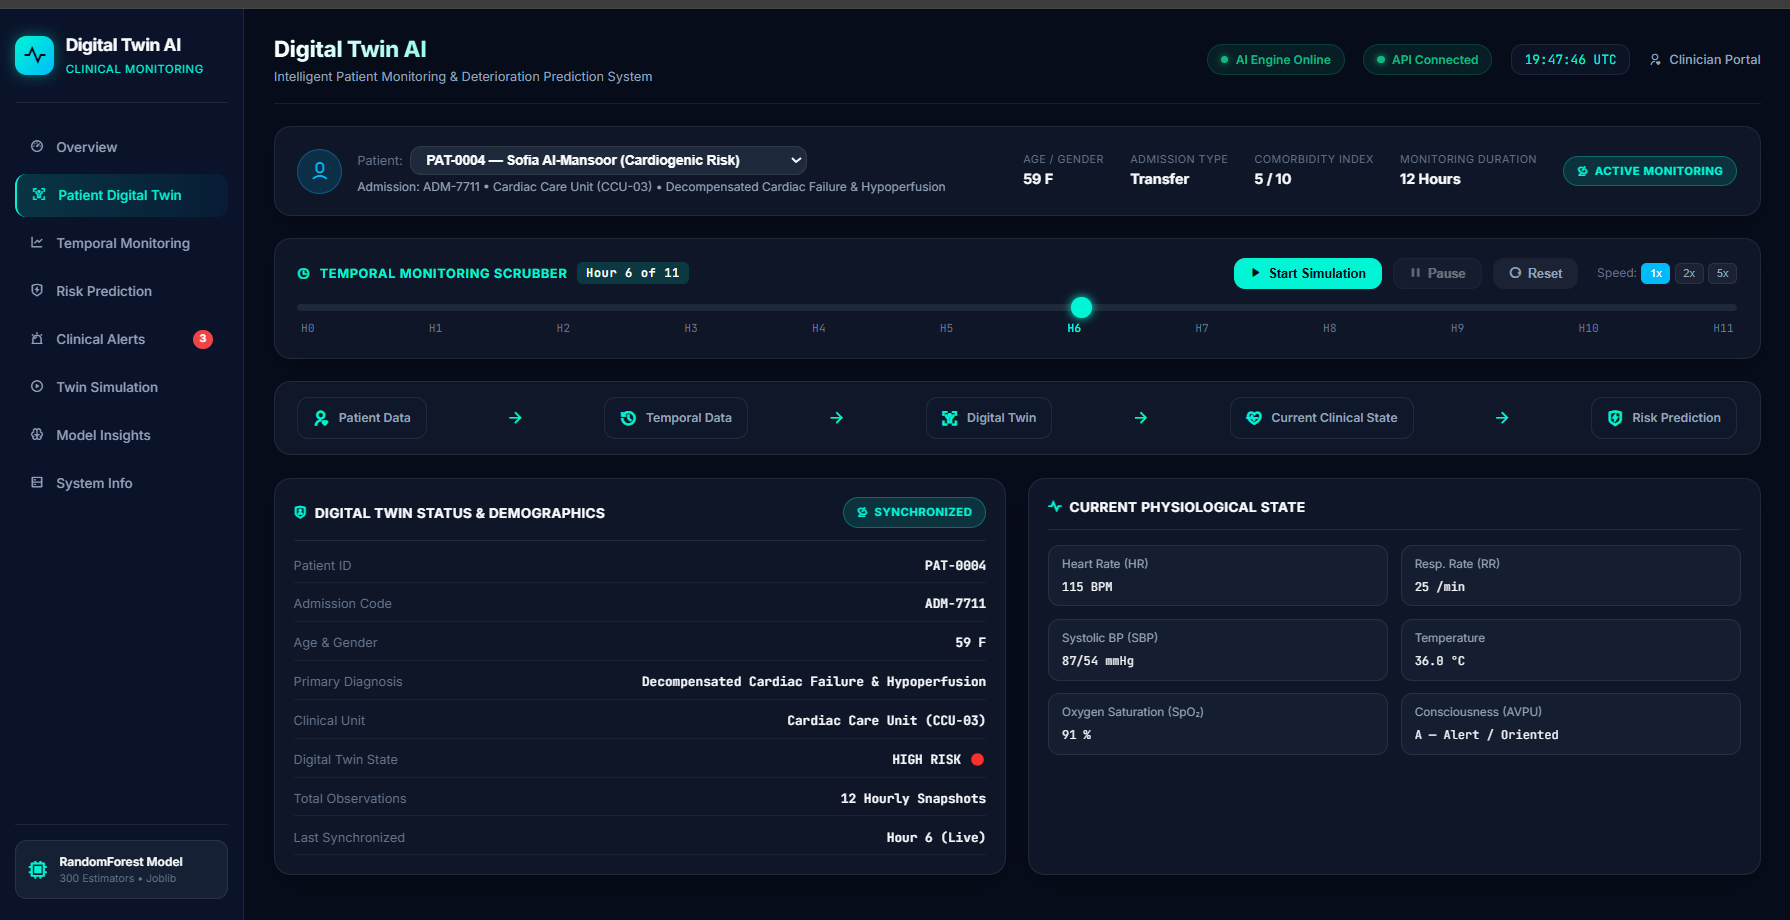 Digital Twin AI
CLINICAL MONITORING
Overview
Patient Digital Twin
Temporal Monitoring
Risk Prediction
Clinical Alerts 3
Twin Simulation
Model Insights
System Info
RandomForest Model
300 Estimators • Joblib
Digital Twin AI
Intelligent Patient Monitoring & Deterioration Prediction System
AI Engine Online
API Connected
19:47:46 UTC
Clinician Portal
Patient: PAT-0004 — Sofia Al-Mansoor (Cardiogenic Risk)
Admission: ADM-7711 • Cardiac Care Unit (CCU-03) • Decompensated Cardiac Failure & Hypoperfusion
AGE / GENDER
59 F
ADMISSION TYPE
Transfer
COMORBIDITY INDEX
5 / 10
MONITORING DURATION
12 Hours
ACTIVE MONITORING
TEMPORAL MONITORING SCRUBBER Hour 6 of 11
Start Simulation
Pause
Reset
Speed: 1x 2x 5x
H0 H1 H2 H3 H4 H5 H6 H7 H8 H9 H10 H11
Patient Data → Temporal Data → Digital Twin → Current Clinical State → Risk Prediction
DIGITAL TWIN STATUS & DEMOGRAPHICS
SYNCHRONIZED
Patient ID PAT-0004
Admission Code ADM-7711
Age & Gender 59 F
Primary Diagnosis Decompensated Cardiac Failure & Hypoperfusion
Clinical Unit Cardiac Care Unit (CCU-03)
Digital Twin State HIGH RISK
Total Observations 12 Hourly Snapshots
Last Synchronized Hour 6 (Live)
CURRENT PHYSIOLOGICAL STATE
Heart Rate (HR)
115 BPM
Resp. Rate (RR)
25 /min
Systolic BP (SBP)
87/54 mmHg
Temperature
36.0 °C
Oxygen Saturation (SpO₂)
91 %
Consciousness (AVPU)
A — Alert / Oriented